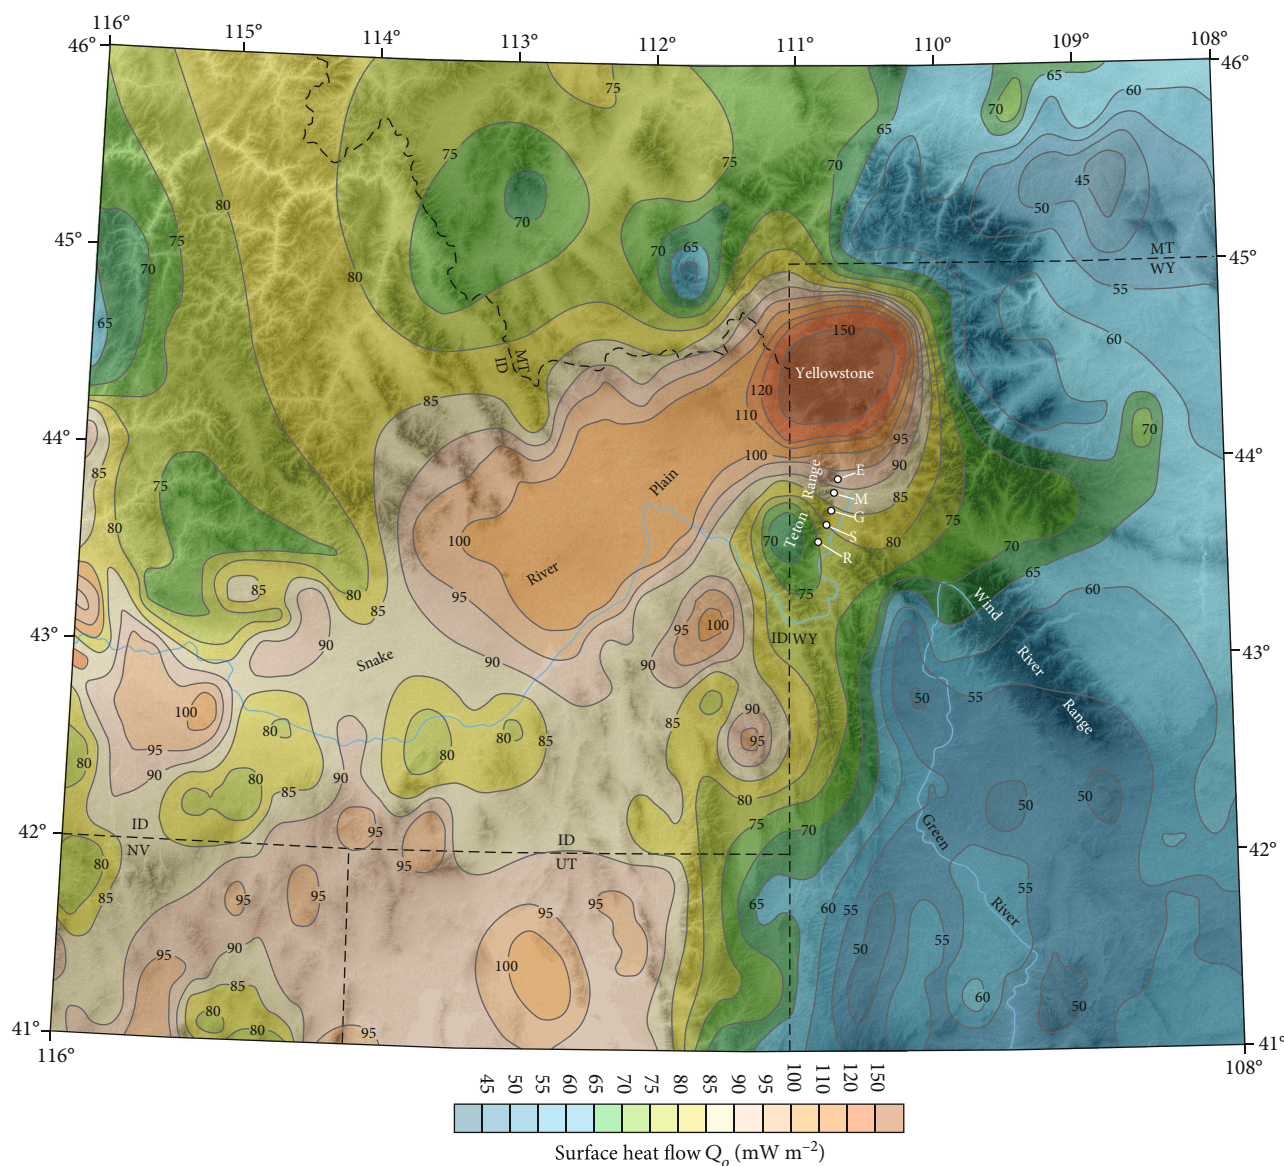 116° 115° 114° 113° 112° 111° 110° 109° 108°
46° 46°
65
75 60
70
65
75 75 70
45
80 50
70
75
45° 70 65 MT 45°
70 80 WY
55
65 150
60
ID MT
Yellowstone
120
85 110
70
44° 95 44°
100 90
85 Range E
75 Plain 85 M
G
80 75
100 70 Teton S 80
70
R
River 65
85 80 95 75 60
85 Wind
43° 100
90 95 ID WY 43°
Snake 90 90 River
50 55
100 90 Range
85
80
95 80 85 95
80 80
90 80 90
85 80 50 50
75
42° ID 95 ID 70 Green 42°
NV UT
80 95
85 95 95 95 95 65 60 55 55
River
90 55
95 50
100
85 60
80 50
80 95
41° 41°
116° 108°
45 50 55 60 65 70 75 80 85 90 95 100 110 120 150
Surface heat flow Qo (mW m−2)